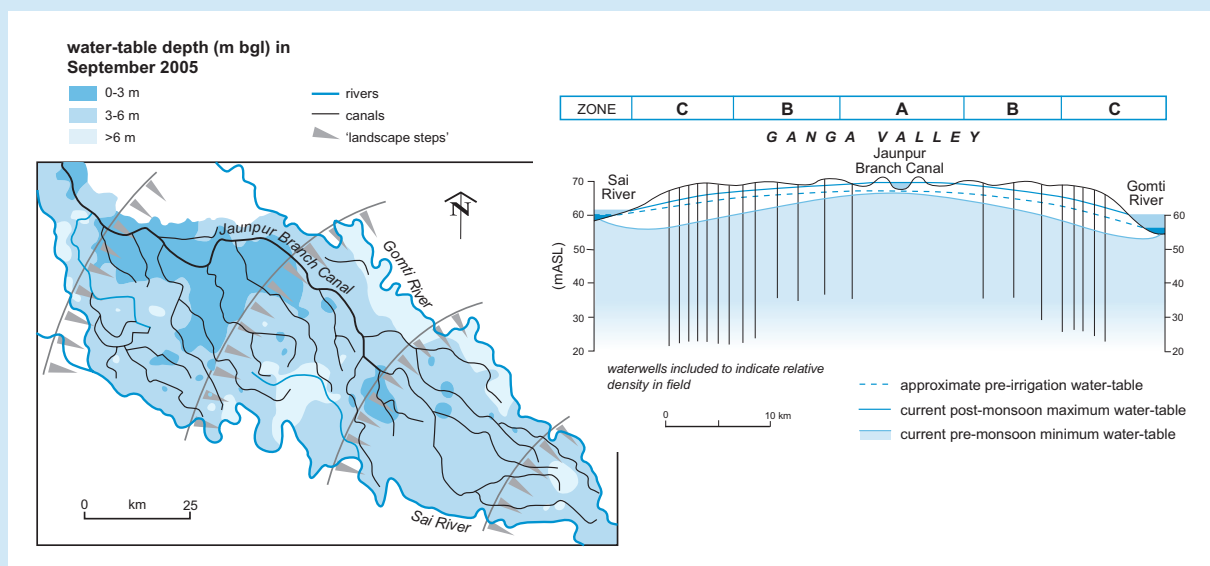 water-table depth (m bgl) in
September 2005
0-3 m
3-6 m
>6 m
rivers
canals
'landscape steps'
N
Jaunpur Branch Canal
Gomti River
Sai River
0 km 25
ZONE C B A B C
GANGA VALLEY
Jaunpur
Branch Canal
Sai
River
Gomti
River
70
60
50
40
30
20
(mASL)
60
50
40
30
20
waterwells included to indicate relative
density in field
0 10 km
approximate pre-irrigation water-table
current post-monsoon maximum water-table
current pre-monsoon minimum water-table